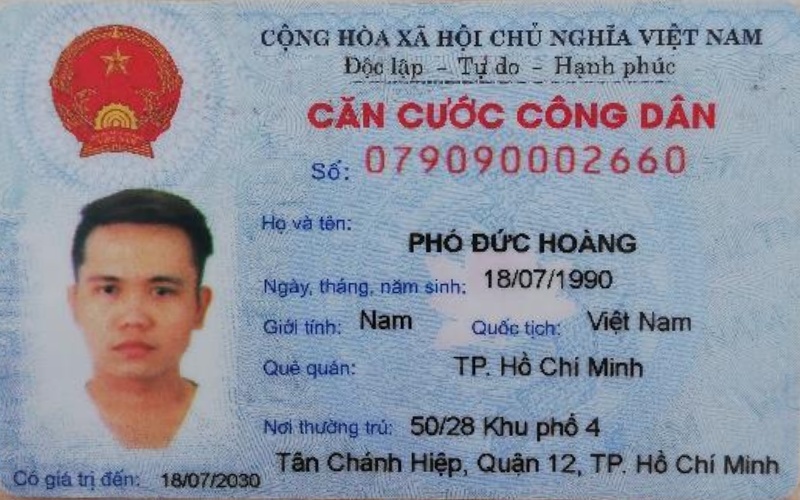 CỘNG HÒA XÃ HỘI CHỦ NGHĨA VIỆT NAM
Độc lập - Tự do - Hạnh phúc
CĂN CƯỚC CÔNG DÂN
Số: 079090002660
Họ và tên:
PHÓ ĐỨC HOÀNG
Ngày, tháng, năm sinh: 18/07/1990
Giới tính: Nam Quốc tịch: Việt Nam
Quê quán: TP. Hồ Chí Minh
Nơi thường trú: 50/28 Khu phố 4
Tân Chánh Hiệp, Quận 12, TP. Hồ Chí Minh
Có giá trị đến: 18/07/2030